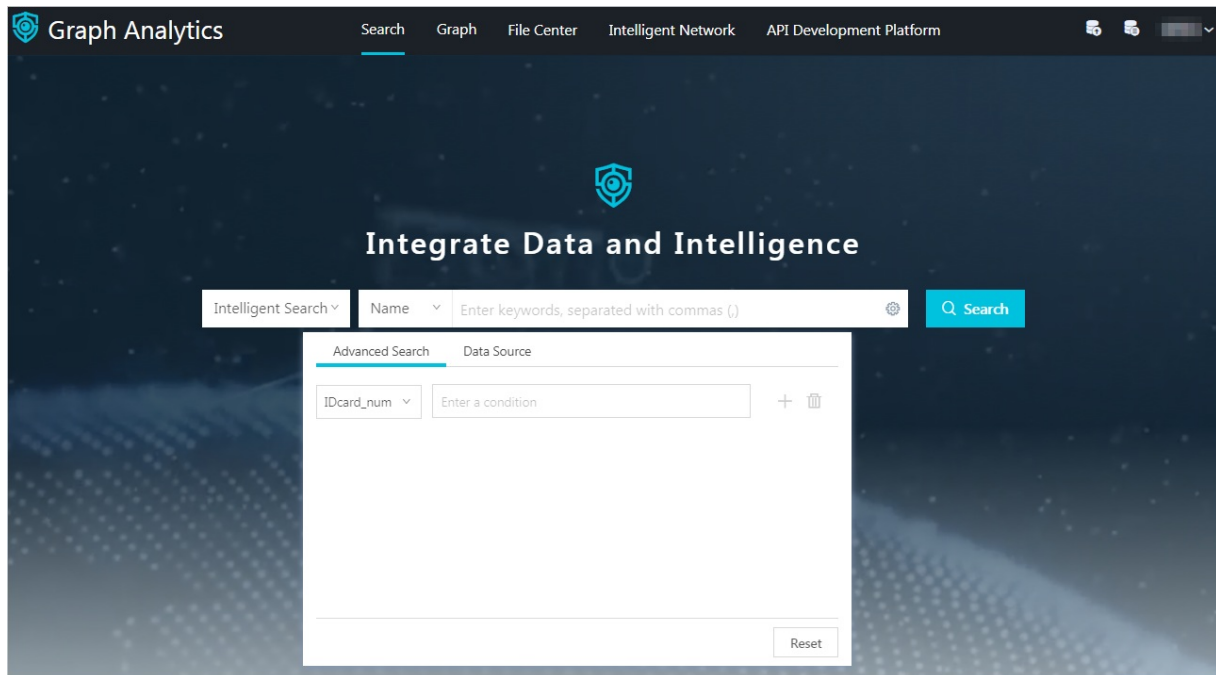 Graph Analytics Search Graph File Center Intelligent Network API Development Platform
Integrate Data and Intelligence
Intelligent Search Name Enter keywords, separated with commas (,) Search
Advanced Search Data Source
IDcard_num Enter a condition
Reset